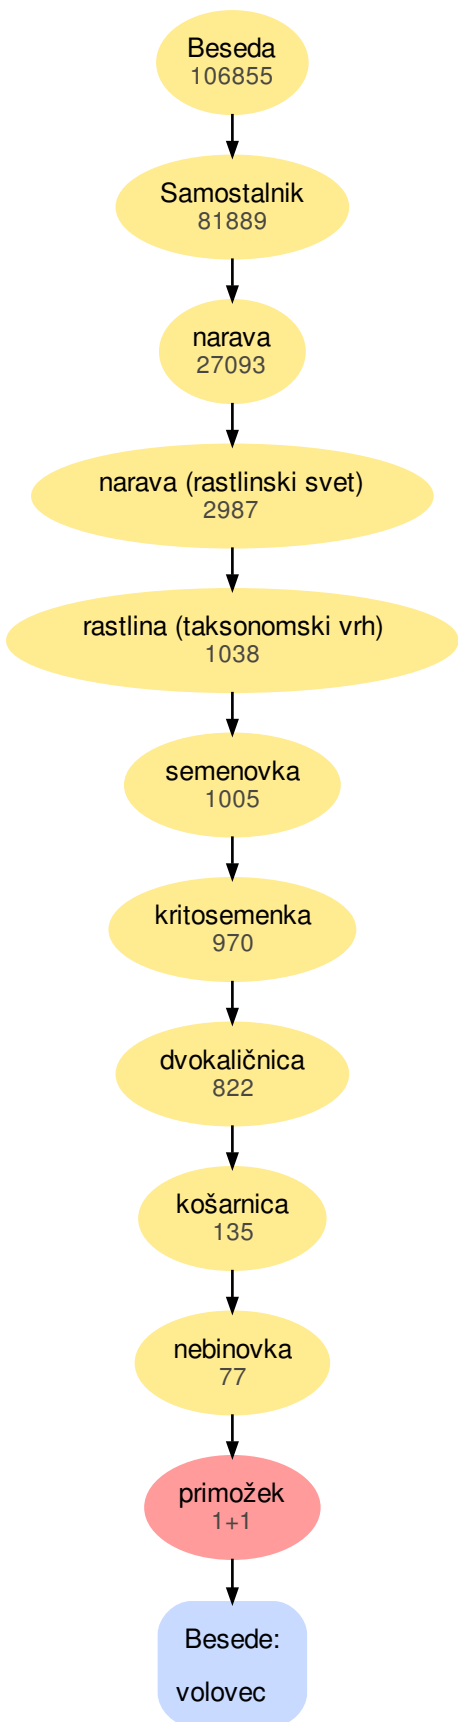 Beseda
106855
Samostalnik
81889
narava
27093
narava (rastlinski svet)
2987
rastlina (taksonomski vrh)
1038
semenovka
1005
kritosemenka
970
dvokaličnica
822
košarnica
135
nebinovka
77
primožek
1+1
Besede:
volovec